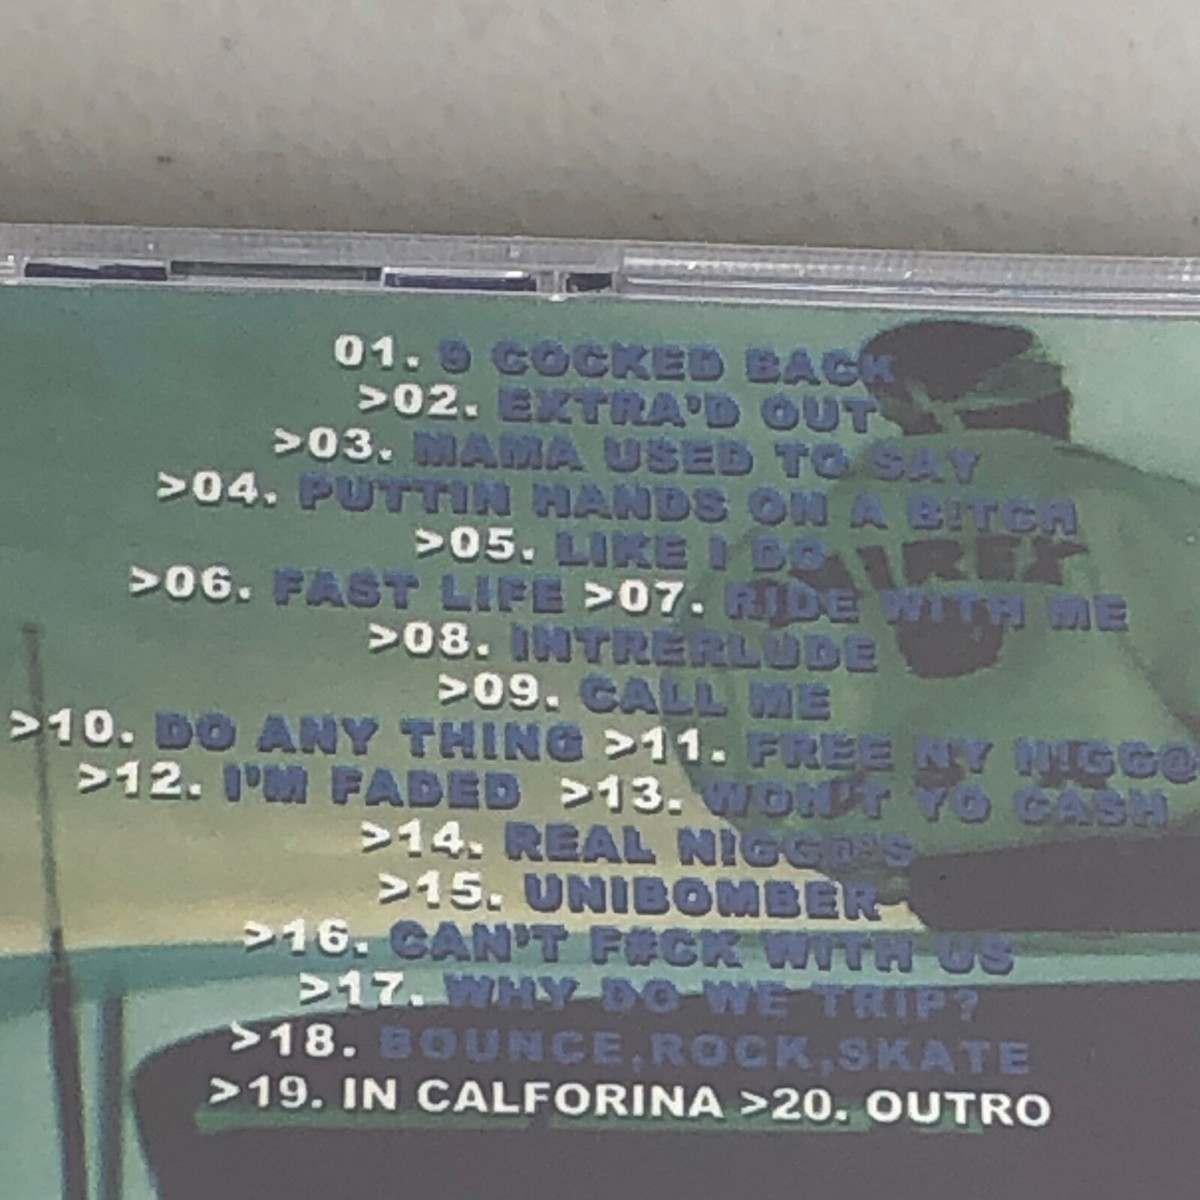 01. 9 COCKED BACK
>02. EXTRA'D OUT
>03. MAMA USED TO SAY
>04. PUTTIN HANDS ON A B!TCH
>05. LIKE I DO
>06. FAST LIFE >07. RIDE WITH ME
>08. INTRERLUDE
>09. CALL ME
>10. DO ANY THING >11. FREE NY N!GG@
>12. I'M FADED >13. WON'T YO CASH
>14. REAL N!GG@'S
>15. UNIBOMBER
>16. CAN'T F#CK WITH US
>17. WHY DO WE TRIP?
>18. BOUNCE,ROCK,SKATE
>19. IN CALFORINA >20. OUTRO